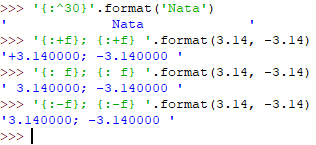 >>> '{:^30}'.format('Nata')
'             Nata             '
>>> '{:+f}; {:+f} '.format(3.14, -3.14)
'+3.140000; -3.140000 '
>>> '{: f}; {: f} '.format(3.14, -3.14)
' 3.140000; -3.140000 '
>>> '{:-f}; {:-f} '.format(3.14, -3.14)
'3.140000; -3.140000 '
>>>